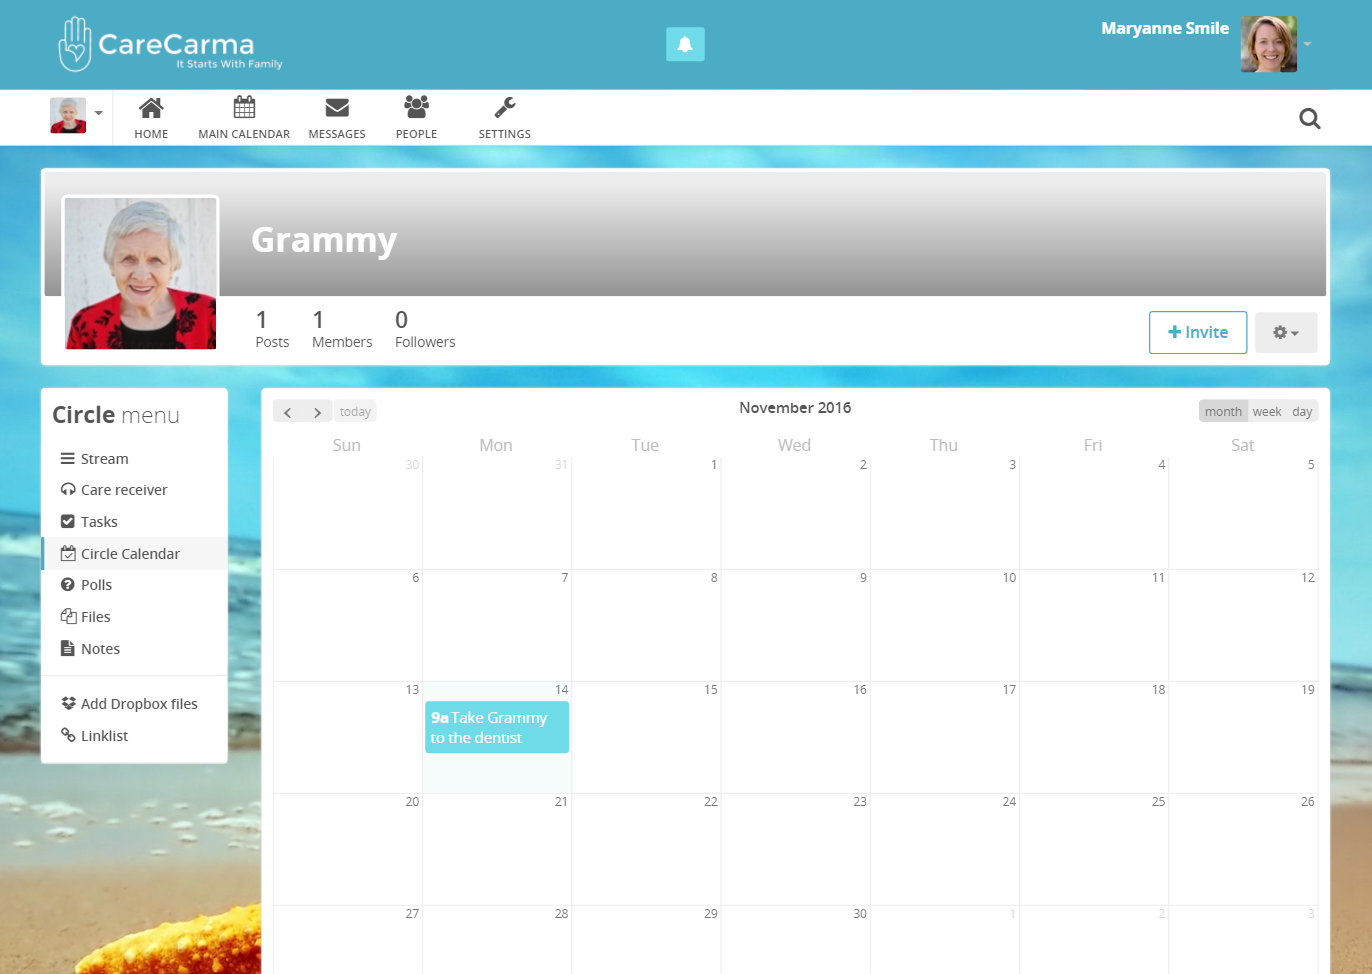 CareCarma
It Starts With Family
Maryanne Smile
HOME
MAIN CALENDAR
MESSAGES
PEOPLE
SETTINGS
Grammy
1
Posts
1
Members
0
Followers
Invite
Circle menu
Stream
Care receiver
Tasks
Circle Calendar
Polls
Files
Notes
Add Dropbox files
Linklist
today
November 2016
month week day
Sun Mon Tue Wed Thu Fri Sat
30 31 1 2 3 4 5
6 7 8 9 10 11 12
13 14 15 16 17 18 19
9a Take Grammy
to the dentist
20 21 22 23 24 25 26
27 28 29 30 1 2 3